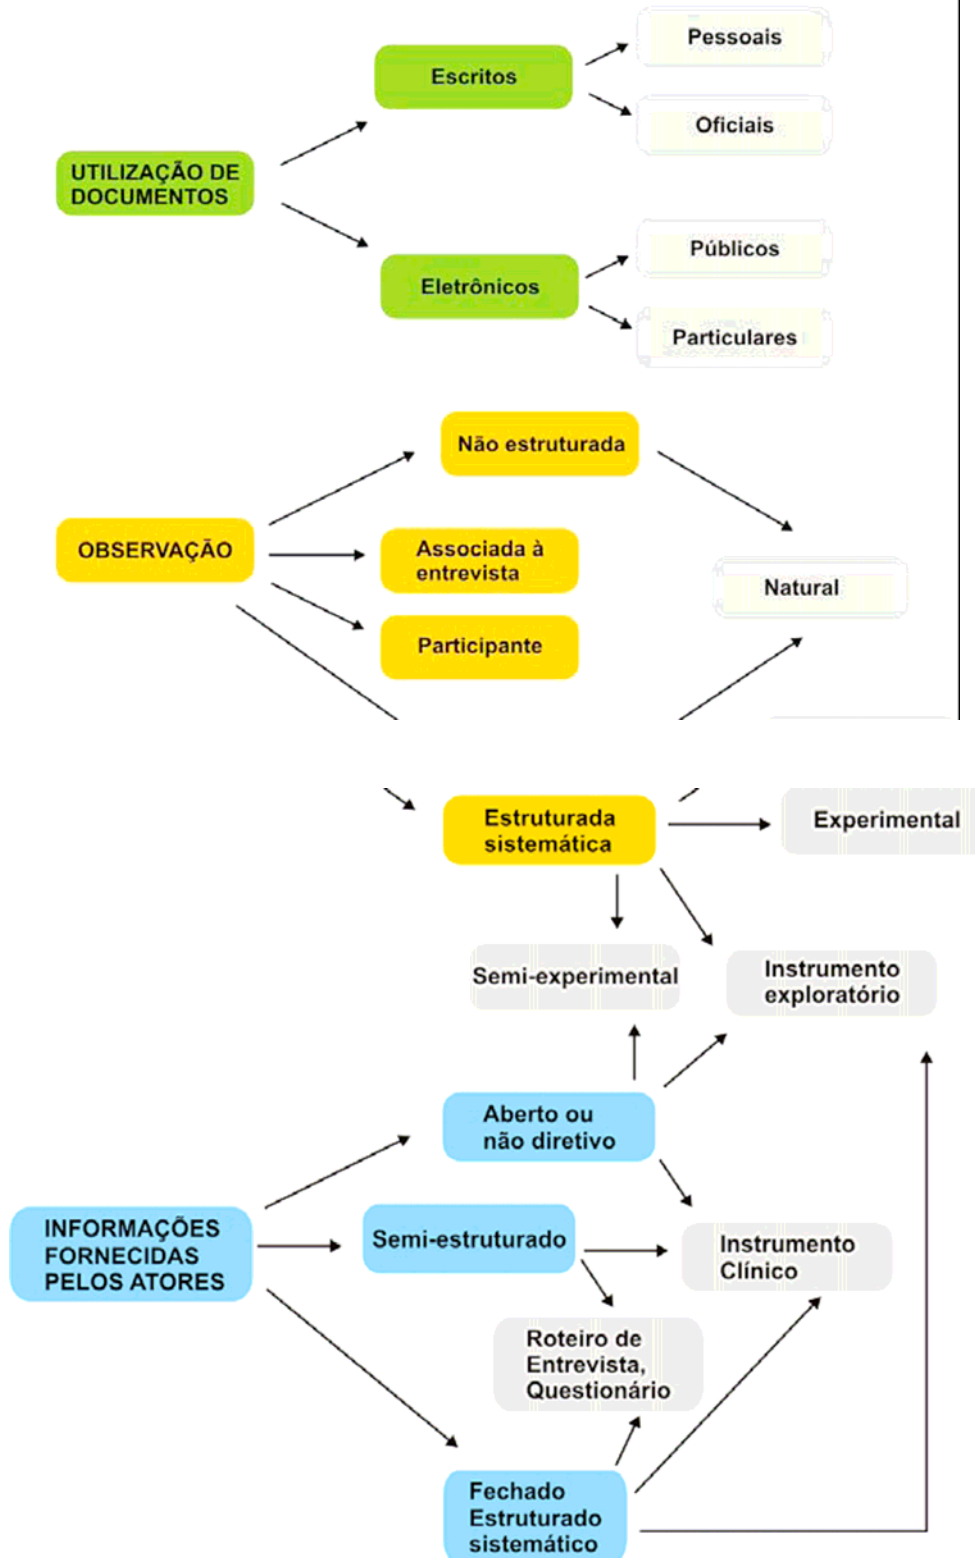 Pessoais
Escritos
Oficiais
UTILIZAÇÃO DE
DOCUMENTOS
Públicos
Eletrônicos
Particulares
Não estruturada
OBSERVAÇÃO
Associada à
entrevista
Natural
Participante
Estruturada
sistemática
Experimental
Semi-experimental
Instrumento
exploratório
Aberto ou
não diretivo
INFORMAÇÕES
FORNECIDAS
PELOS ATORES
Semi-estruturado
Instrumento
Clínico
Roteiro de
Entrevista,
Questionário
Fechado
Estruturado
sistemático